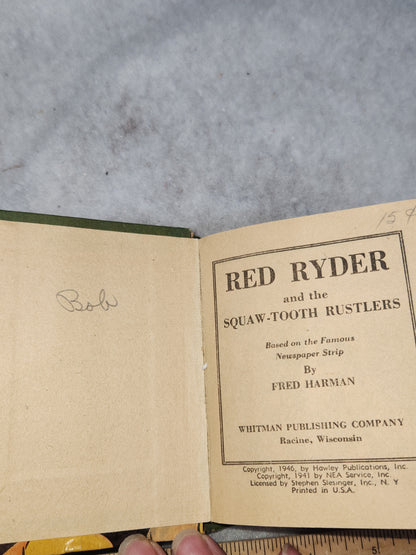 Bob
RED RYDER
and the
SQUAW-TOOTH RUSTLERS
Based on the Famous
Newspaper Strip
By
FRED HARMAN
WHITMAN PUBLISHING COMPANY
Racine, Wisconsin
Copyright, 1946, by Hawley Publications, Inc.
Copyright, 1941 by NEA Service, Inc.
Licensed by Stephen Slesinger, Inc., N. Y
Printed in U.S.A.
5